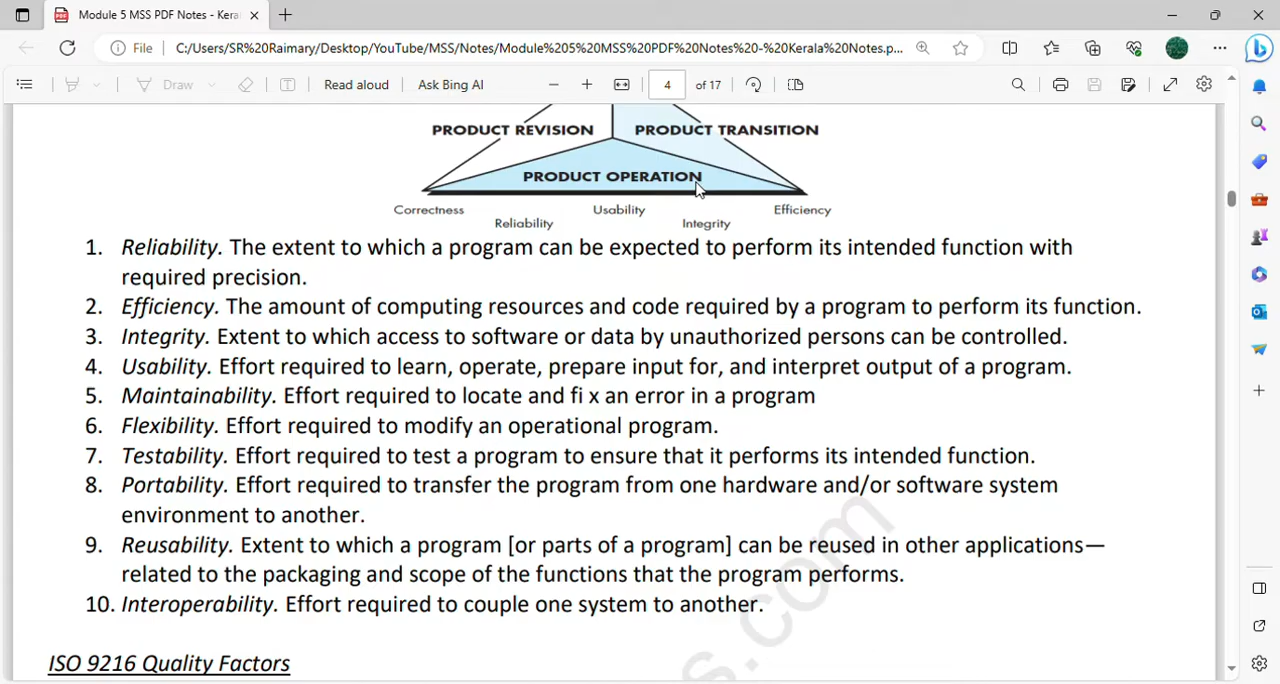 Module 5 MSS PDF Notes - Kera
File C:/Users/SR%20Raimary/Desktop/YouTube/MSS/Notes/Module%205%20MSS%20PDF%20Notes%20-%20Kerala%20Notes.p...
Draw Read aloud Ask Bing AI 4 of 17
PRODUCT REVISION PRODUCT TRANSITION
PRODUCT OPERATION
Correctness Usability Efficiency
Reliability Integrity
1. Reliability. The extent to which a program can be expected to perform its intended function with
required precision.
2. Efficiency. The amount of computing resources and code required by a program to perform its function.
3. Integrity. Extent to which access to software or data by unauthorized persons can be controlled.
4. Usability. Effort required to learn, operate, prepare input for, and interpret output of a program.
5. Maintainability. Effort required to locate and fi x an error in a program
6. Flexibility. Effort required to modify an operational program.
7. Testability. Effort required to test a program to ensure that it performs its intended function.
8. Portability. Effort required to transfer the program from one hardware and/or software system
environment to another.
9. Reusability. Extent to which a program [or parts of a program] can be reused in other applications—
related to the packaging and scope of the functions that the program performs.
10. Interoperability. Effort required to couple one system to another.
s.com
ISO 9216 Quality Factors